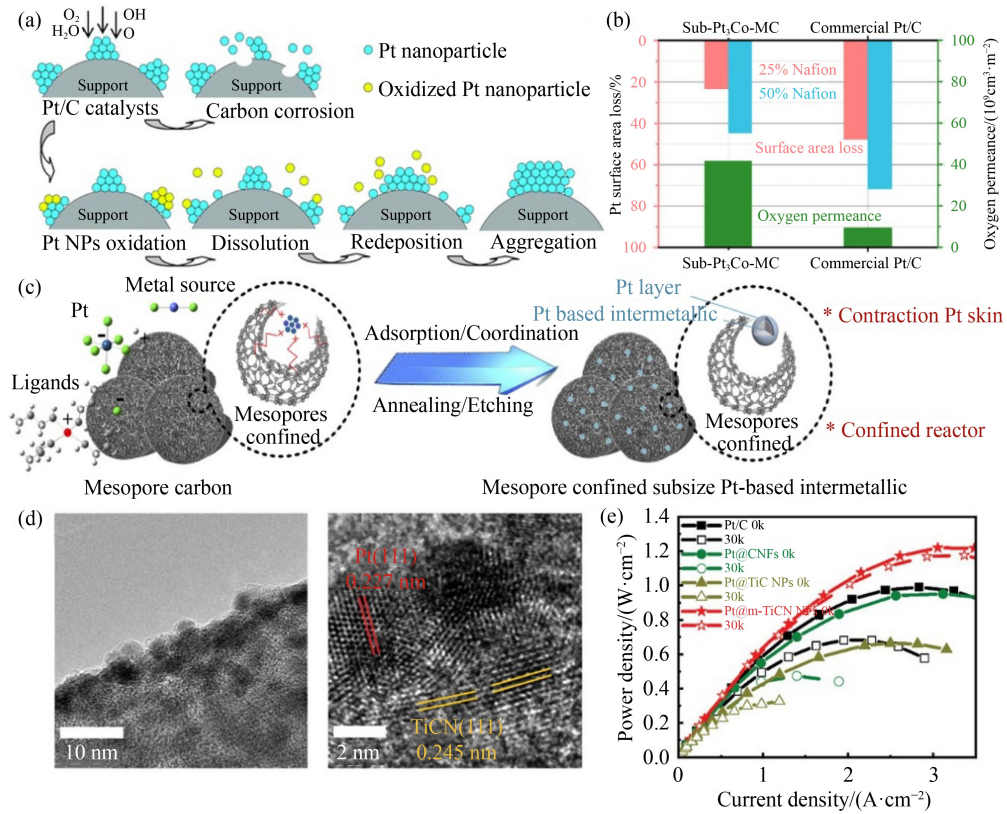 (a)
O2
H2O
OH
O
Support
Pt/C catalysts
Support
Carbon corrosion
Pt nanoparticle
Oxidized Pt nanoparticle
Support
Pt NPs oxidation
Support
Dissolution
Support
Redeposition
Support
Aggregation
(b)
Sub-Pt3Co-MC
Commercial Pt/C
0
20
40
60
80
100
Pt surface area loss/%
25% Nafion
50% Nafion
Surface area loss
Oxygen permeance
100
80
60
40
20
0
Oxygen permeance/(10⁹cm³·m⁻²)
Sub-Pt3Co-MC
Commercial Pt/C
(c)
Metal source
Pt
Ligands
Mesopores
confined
Mesopore carbon
Adsorption/Coordination
Annealing/Etching
Pt layer
Pt based intermetallic
Mesopores
confined
* Contraction Pt skin
* Confined reactor
Mesopore confined subsize Pt-based intermetallic
(d)
10 nm
Pt(111)
0.227 nm
TiCN(111)
0.245 nm
2 nm
(e)
Power density/(W·cm⁻²)
1.4
1.2
1.0
0.8
0.6
0.4
0.2
0.0
Pt/C 0k
30k
Pt@CNFs 0k
30k
Pt@TiC NPs 0k
30k
Pt@m-TiCN NPs 0k
30k
0
1
2
3
Current density/(A·cm⁻²)